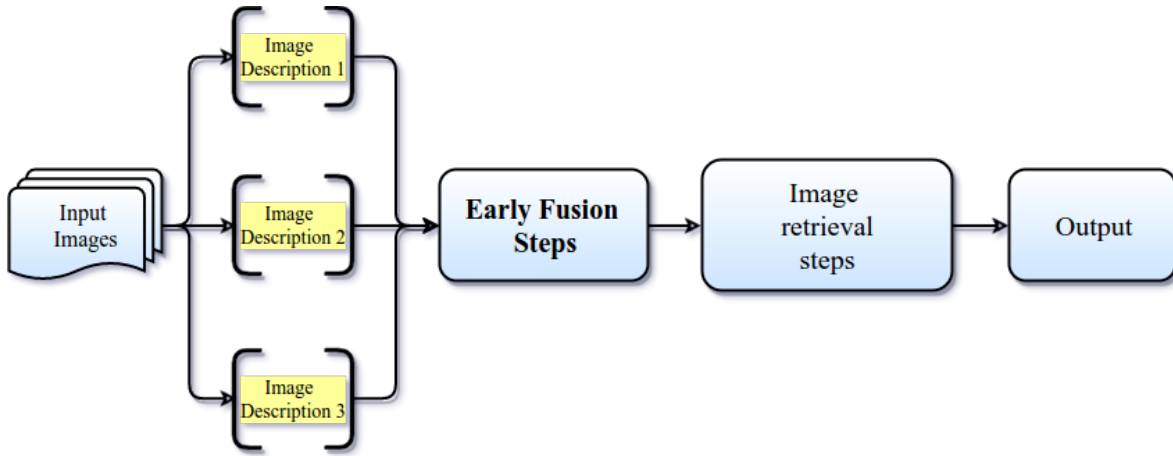 Input
Images
Image
Description 1
Image
Description 2
Image
Description 3
Early Fusion
Steps
Image
retrieval
steps
Output